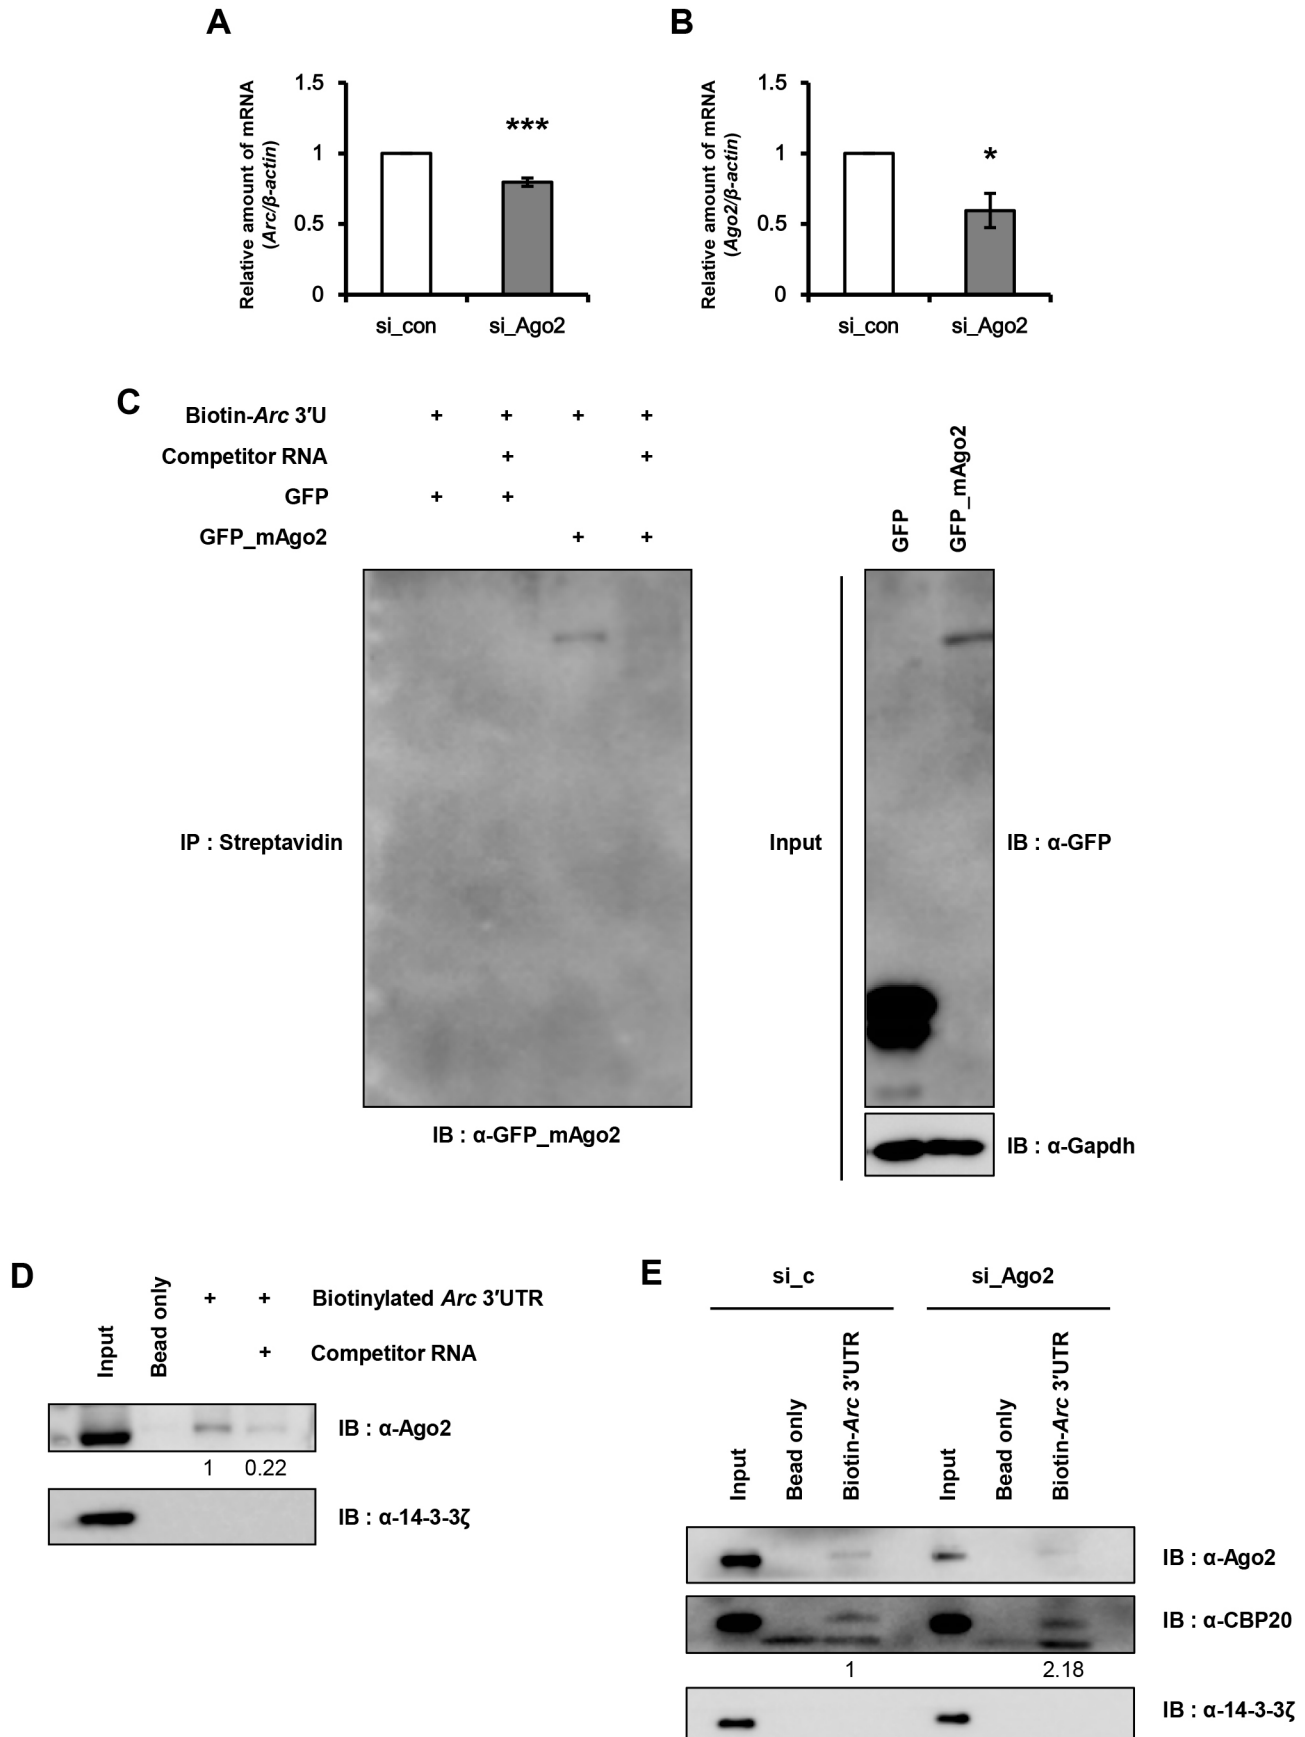 A
Relative amount of mRNA
(Arc/β-actin)
1.5
1
0.5
0
***
si_con
si_Ago2
B
Relative amount of mRNA
(Ago2/β-actin)
1.5
1
0.5
0
*
si_con
si_Ago2
C
Biotin-Arc 3′U + + + +
Competitor RNA + +
GFP + +
GFP_mAgo2 + +
IP : Streptavidin
IB : α-GFP_mAgo2
GFP
GFP_mAgo2
Input
IB : α-GFP
IB : α-Gapdh
D
Input
Bead only
+ + Biotinylated Arc 3′UTR
+ Competitor RNA
IB : α-Ago2
1 0.22
IB : α-14-3-3ζ
E
si_c si_Ago2
Input
Bead only
Biotin-Arc 3′UTR
Input
Bead only
Biotin-Arc 3′UTR
IB : α-Ago2
IB : α-CBP20
1 2.18
IB : α-14-3-3ζ